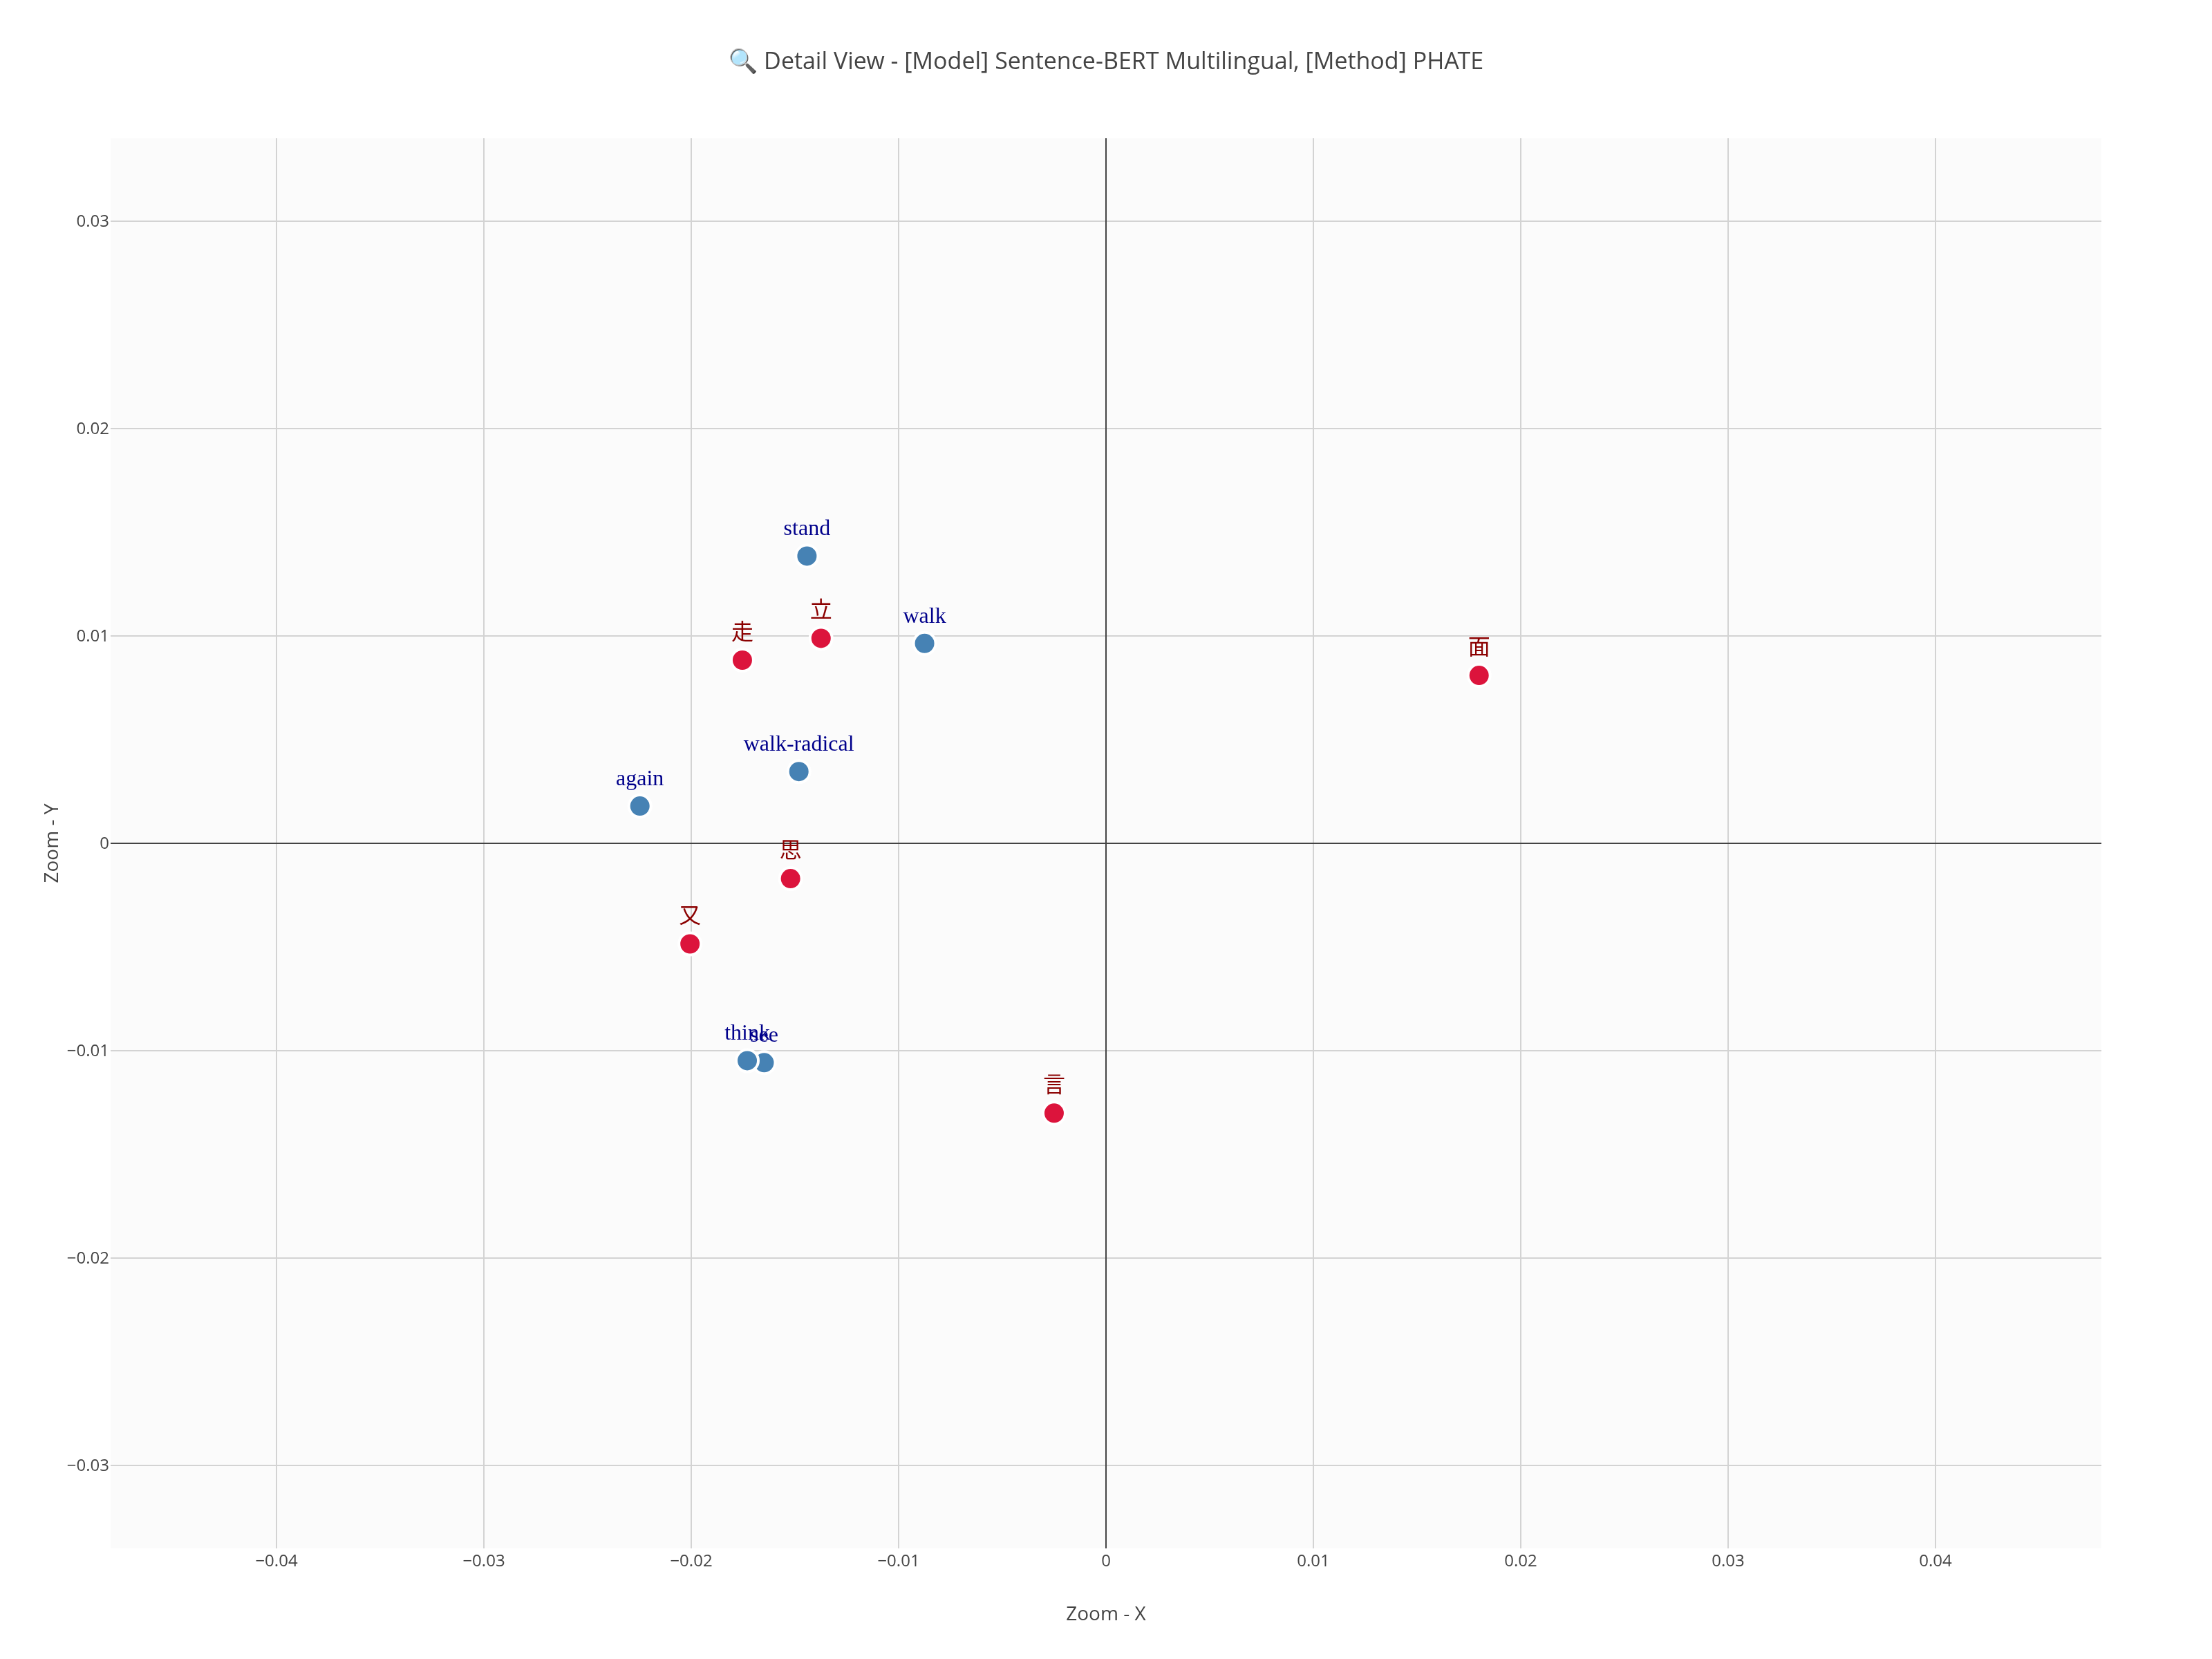 🔍 Detail View - [Model] Sentence-BERT Multilingual, [Method] PHATE
0.03
0.02
0.01
0
−0.01
−0.02
−0.03
Zoom - Y
stand
立
走
walk
面
walk-radical
again
思
又
think
see
言
−0.04
−0.03
−0.02
−0.01
0
0.01
0.02
0.03
0.04
Zoom - X